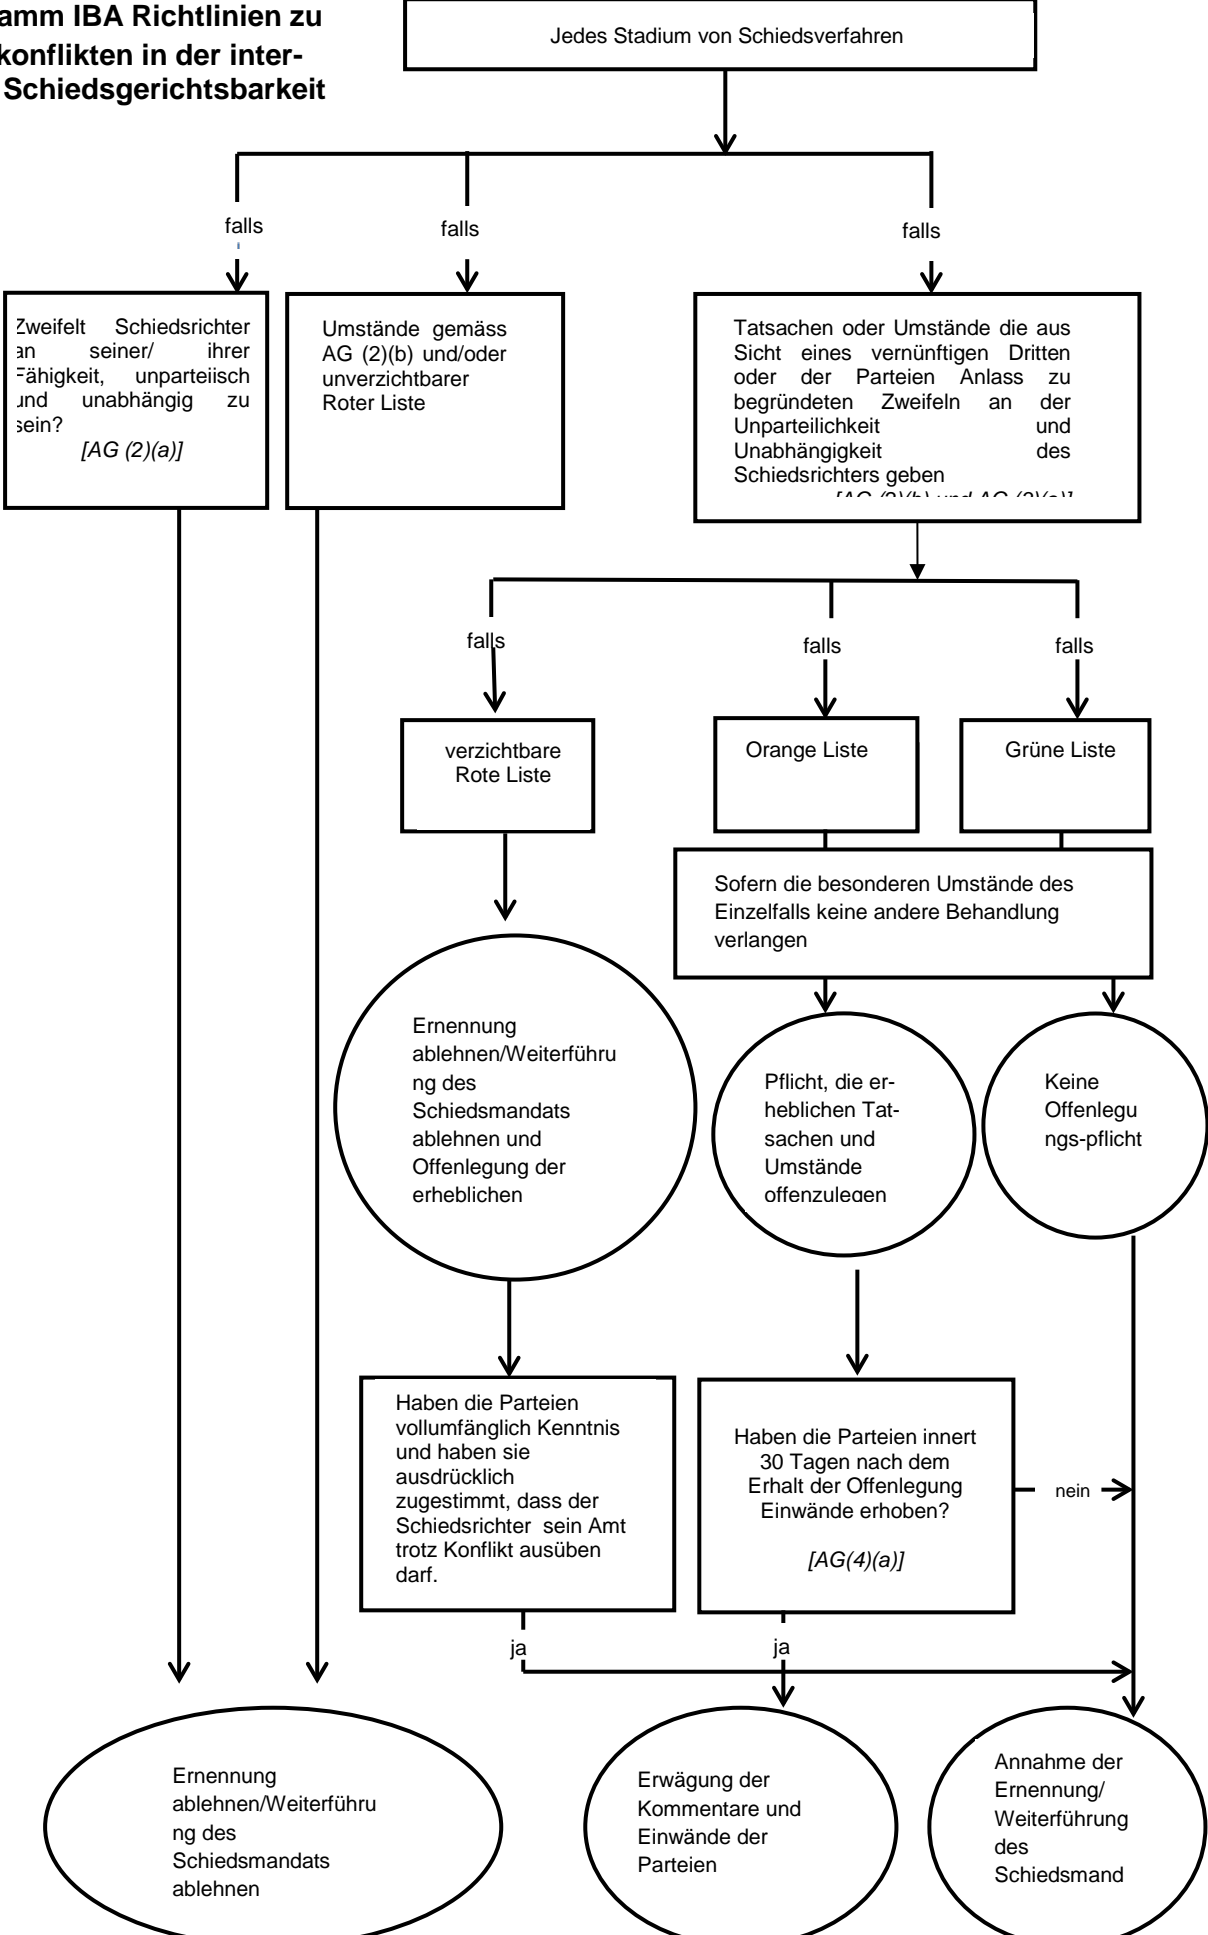 amm IBA Richtlinien zu
konflikten in der inter-
Schiedsgerichtsbarkeit
Jedes Stadium von Schiedsverfahren
falls
falls
falls
Zweifelt Schiedsrichter
an seiner/ ihrer
Fähigkeit, unparteiisch
und unabhängig zu
sein?
[AG (2)(a)]
Umstände gemäss
AG (2)(b) und/oder
unverzichtbarer
Roter Liste
Tatsachen oder Umstände die aus
Sicht eines vernünftigen Dritten
oder der Parteien Anlass zu
begründeten Zweifeln an der
Unparteilichkeit und
Unabhängigkeit des
Schiedsrichters geben
falls
falls
falls
verzichtbare
Rote Liste
Orange Liste
Grüne Liste
Sofern die besonderen Umstände des
Einzelfalls keine andere Behandlung
verlangen
Ernennung
ablehnen/Weiterführu
ng des
Schiedsmandats
ablehnen und
Offenlegung der
erheblichen
Pflicht, die er-
heblichen Tat-
sachen und
Umstände
offenzulegen
Keine
Offenlegu
ngs-pflicht
Haben die Parteien
vollumfänglich Kenntnis
und haben sie
ausdrücklich
zugestimmt, dass der
Schiedsrichter sein Amt
trotz Konflikt ausüben
darf.
Haben die Parteien innert
30 Tagen nach dem
Erhalt der Offenlegung
Einwände erhoben?
[AG(4)(a)]
nein
ja
ja
Ernennung
ablehnen/Weiterführu
ng des
Schiedsmandats
ablehnen
Erwägung der
Kommentare und
Einwände der
Parteien
Annahme der
Ernennung/
Weiterführung
des
Schiedsmand